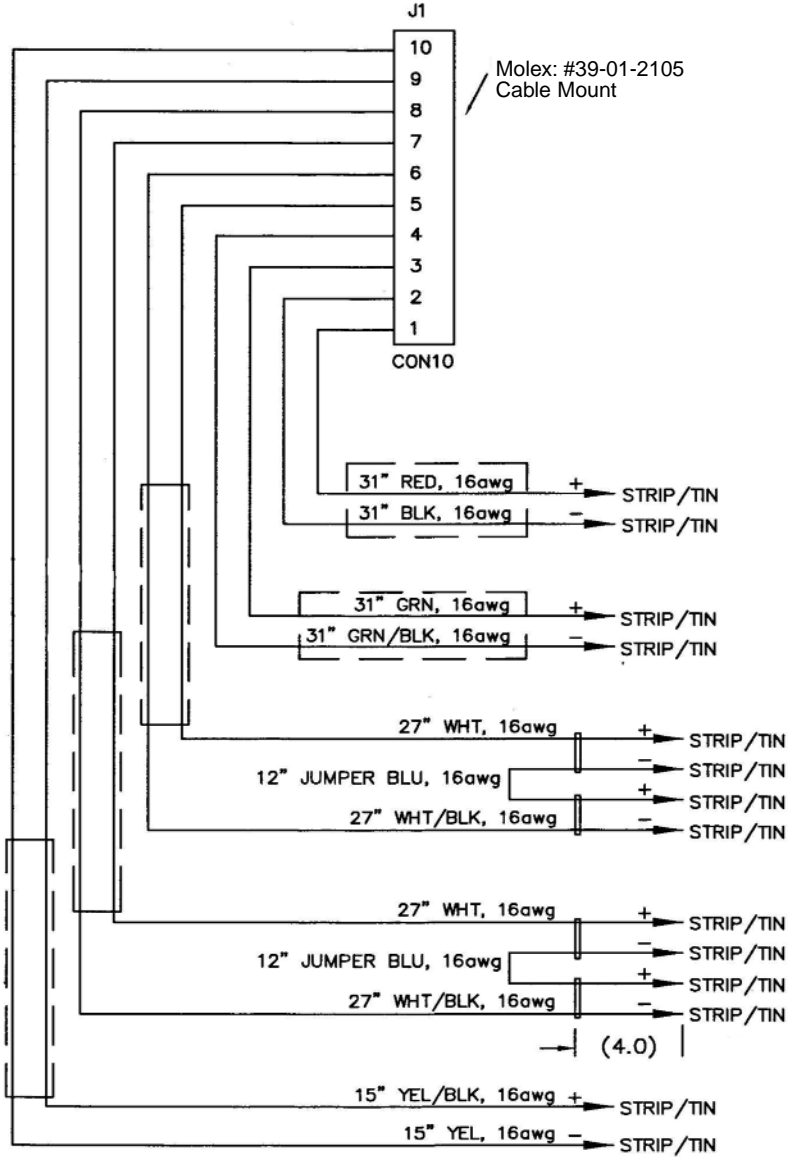 J1
10
9
8
7
6
5
4
3
2
1
CON10
Molex: #39-01-2105
Cable Mount
31" RED, 16awg + STRIP/TIN
31" BLK, 16awg - STRIP/TIN
31" GRN, 16awg + STRIP/TIN
31" GRN/BLK, 16awg - STRIP/TIN
27" WHT, 16awg + STRIP/TIN
- STRIP/TIN
12" JUMPER BLU, 16awg
+ STRIP/TIN
27" WHT/BLK, 16awg - STRIP/TIN
27" WHT, 16awg + STRIP/TIN
- STRIP/TIN
12" JUMPER BLU, 16awg
+ STRIP/TIN
27" WHT/BLK, 16awg - STRIP/TIN
(4.0)
15" YEL/BLK, 16awg + STRIP/TIN
15" YEL, 16awg - STRIP/TIN